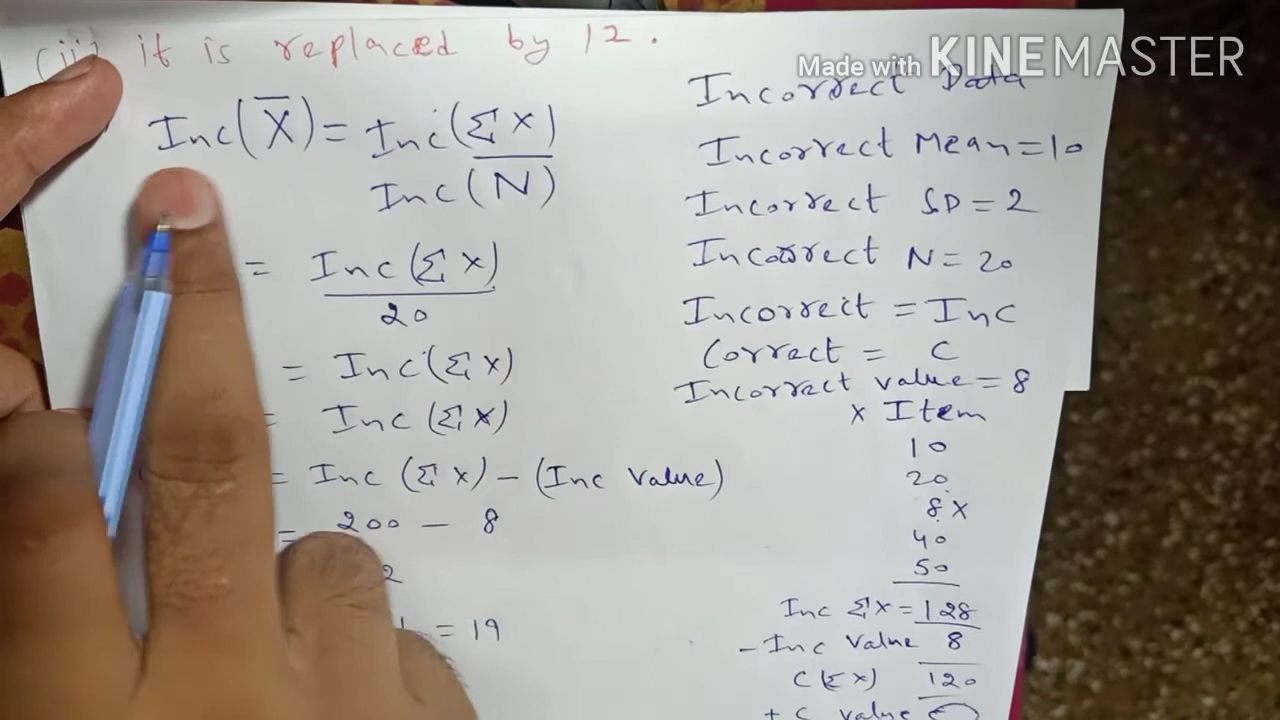 (ii) it is replaced by 12.
Made with KINEMASTER
Inc(X̄) = Inc(Σx)
Inc(N)
= Inc(Σx)
20
= Inc(Σx)
= Inc(Σx)
= Inc (Σx) – (Inc Value)
= 200 – 8
2
= 19
Incorrect Data
Incorrect Mean = 10
Incorrect SD = 2
Incorrect N = 20
Incorrect = Inc
Correct = C
Incorrect value = 8
x Item
10
20
8 x
40
50
Inc Σx = 128
- Inc Value 8
C(Σx) 120
+ C value